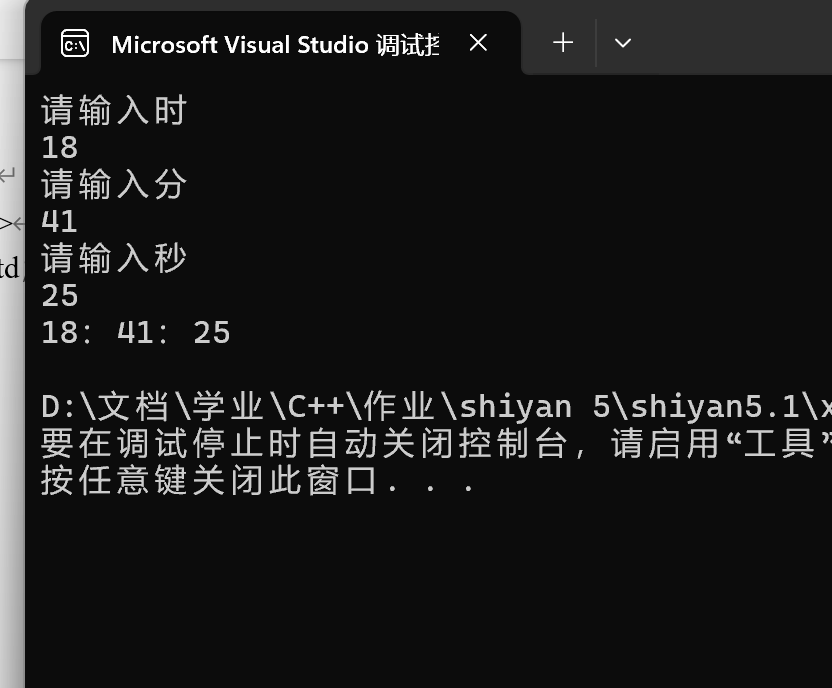 Microsoft Visual Studio 调试控
请输入时
18
请输入分
41
请输入秒
25
18：41：25
D:\文档\学业\C++\作业\shiyan 5\shiyan5.1\x
要在调试停止时自动关闭控制台，请启用“工具”
按任意键关闭此窗口. . .
>
td